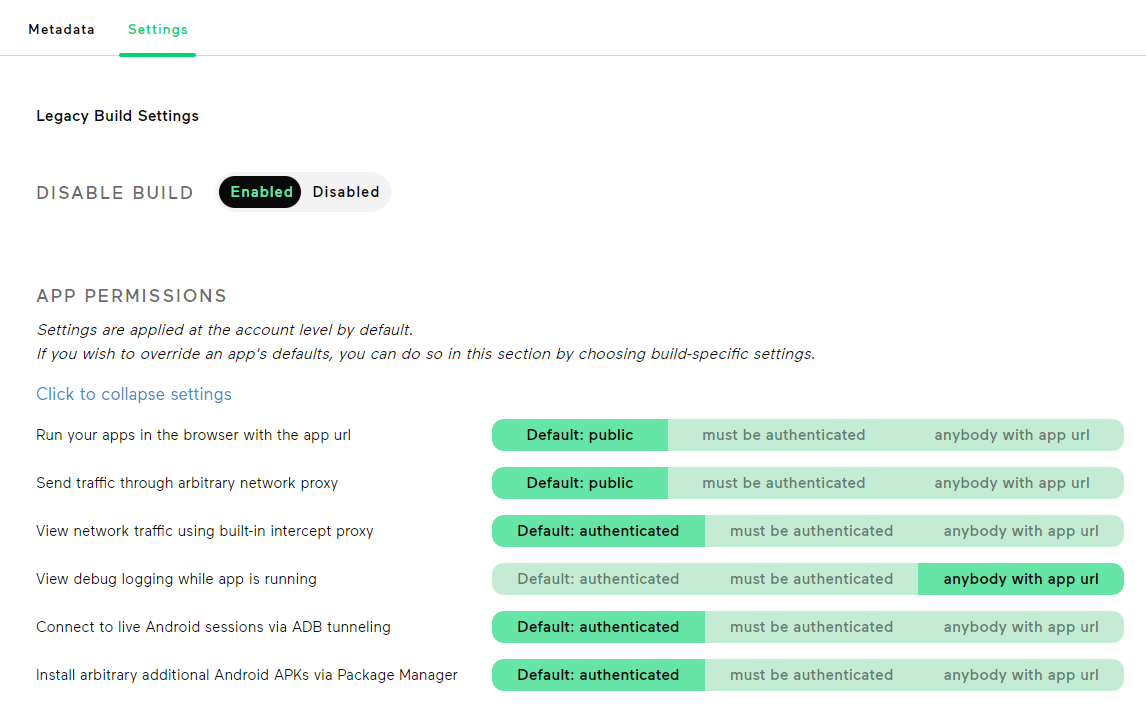 Metadata Settings
Legacy Build Settings
DISABLE BUILD Enabled Disabled
APP PERMISSIONS
Settings are applied at the account level by default.
If you wish to override an app's defaults, you can do so in this section by choosing build-specific settings.
Click to collapse settings
Run your apps in the browser with the app url Default: public must be authenticated anybody with app url
Send traffic through arbitrary network proxy Default: public must be authenticated anybody with app url
View network traffic using built-in intercept proxy Default: authenticated must be authenticated anybody with app url
View debug logging while app is running Default: authenticated must be authenticated anybody with app url
Connect to live Android sessions via ADB tunneling Default: authenticated must be authenticated anybody with app url
Install arbitrary additional Android APKs via Package Manager Default: authenticated must be authenticated anybody with app url